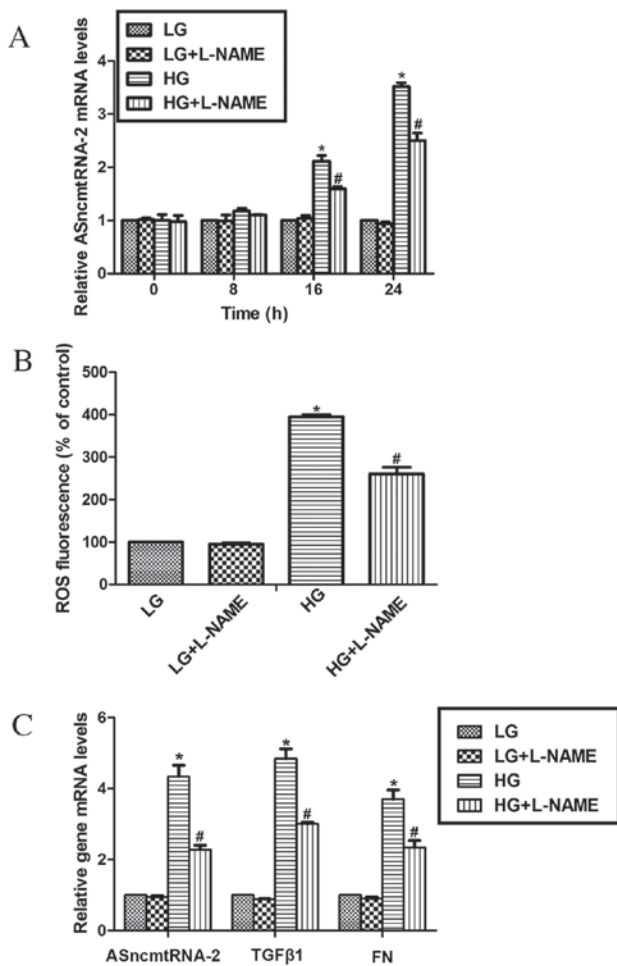 A
LG
LG+L-NAME
HG
HG+L-NAME
Relative ASncmtRNA-2 mRNA levels
4
3
2
1
0
*
#
*
#
0 8 16 24
Time (h)
B
ROS fluorescence (% of control)
500
400
300
200
100
0
*
#
LG
LG+L-NAME
HG
HG+L-NAME
C
Relative gene mRNA levels
6
4
2
0
*
#
*
#
*
#
ASncmtRNA-2 TGFβ1 FN
LG
LG+L-NAME
HG
HG+L-NAME